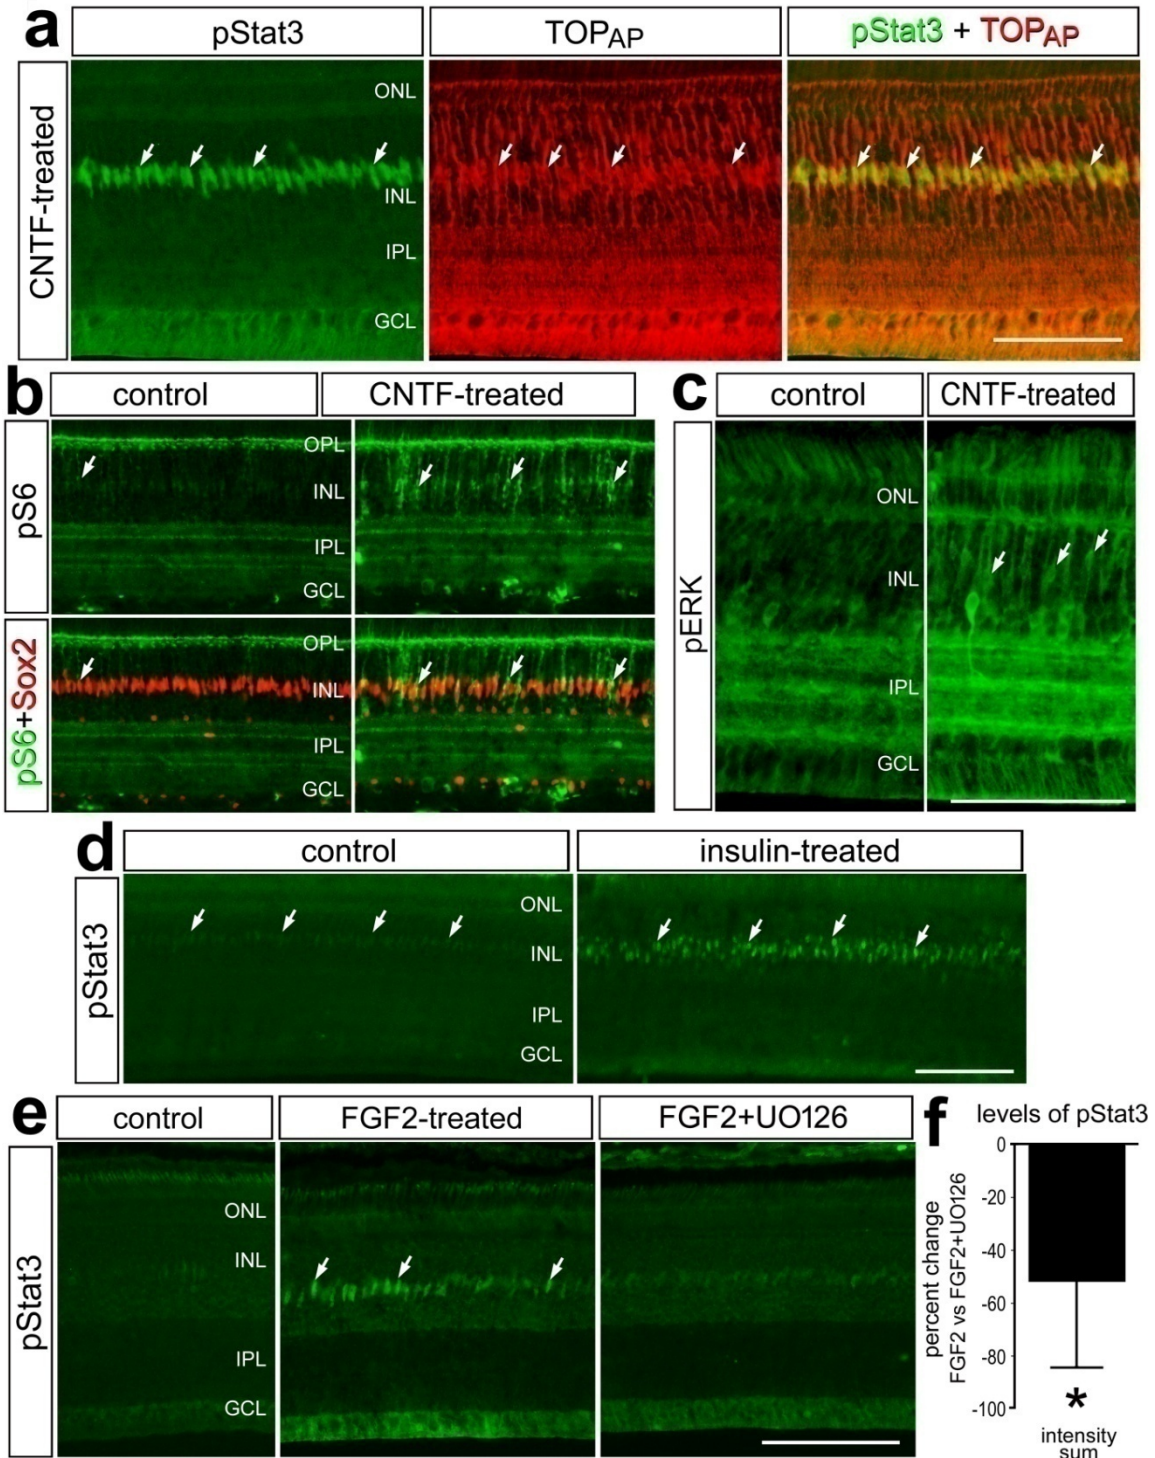 a
pStat3
TOPAP
pStat3 + TOPAP
CNTF-treated
ONL
INL
IPL
GCL
b
control
CNTF-treated
pS6
OPL
INL
IPL
GCL
pS6+Sox2
OPL
INL
IPL
GCL
c
control
CNTF-treated
pERK
ONL
INL
IPL
GCL
d
control
insulin-treated
pStat3
ONL
INL
IPL
GCL
e
control
FGF2-treated
FGF2+UO126
pStat3
ONL
INL
IPL
GCL
f
levels of pStat3
percent change
FGF2 vs FGF2+UO126
0
-20
-40
-60
-80
-100
*
intensity
sum